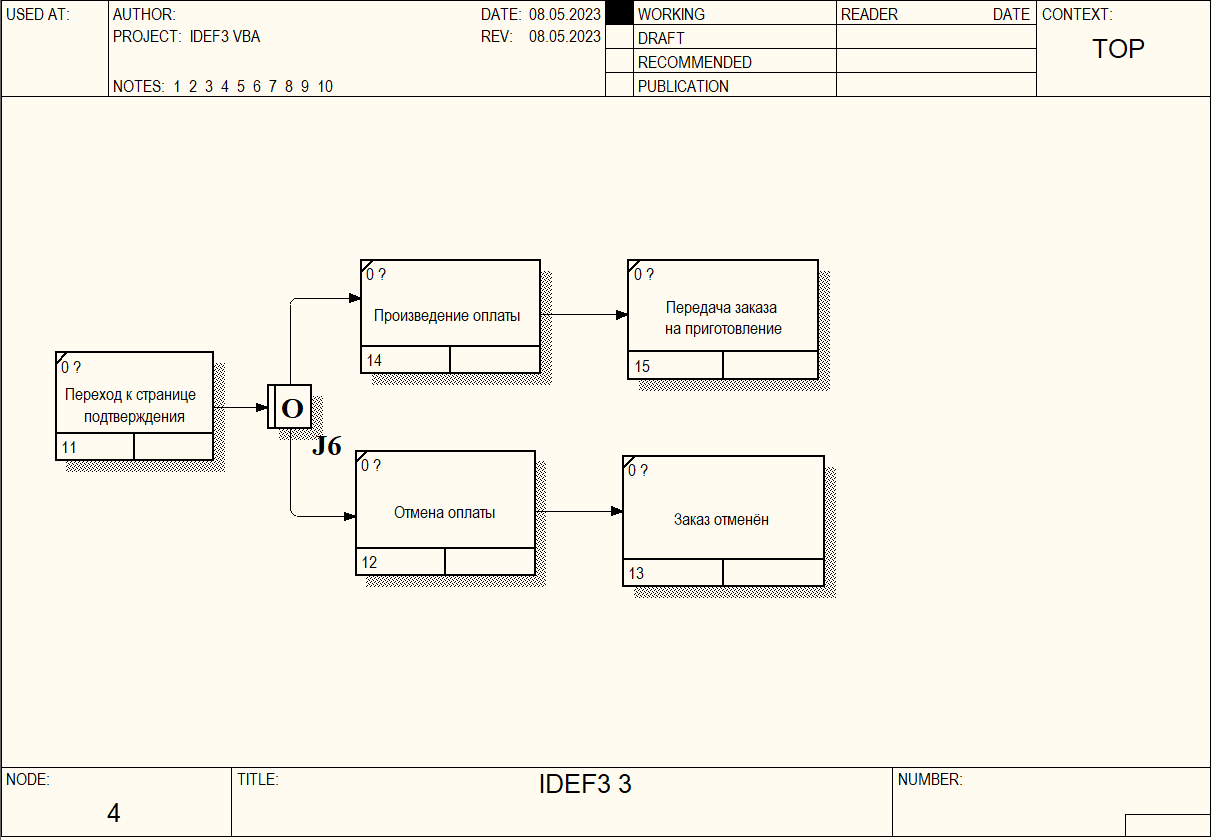 USED AT:
AUTHOR:
DATE: 08.05.2023
PROJECT: IDEF3 VBA
REV: 08.05.2023
NOTES: 1 2 3 4 5 6 7 8 9 10
WORKING
DRAFT
RECOMMENDED
PUBLICATION
READER
DATE
CONTEXT:
TOP
0 ?
Переход к странице
подтверждения
11
O
J6
0 ?
Произведение оплаты
14
0 ?
Передача заказа
на приготовление
15
0 ?
Отмена оплаты
12
0 ?
Заказ отменён
13
NODE:
4
TITLE:
IDEF3 3
NUMBER: